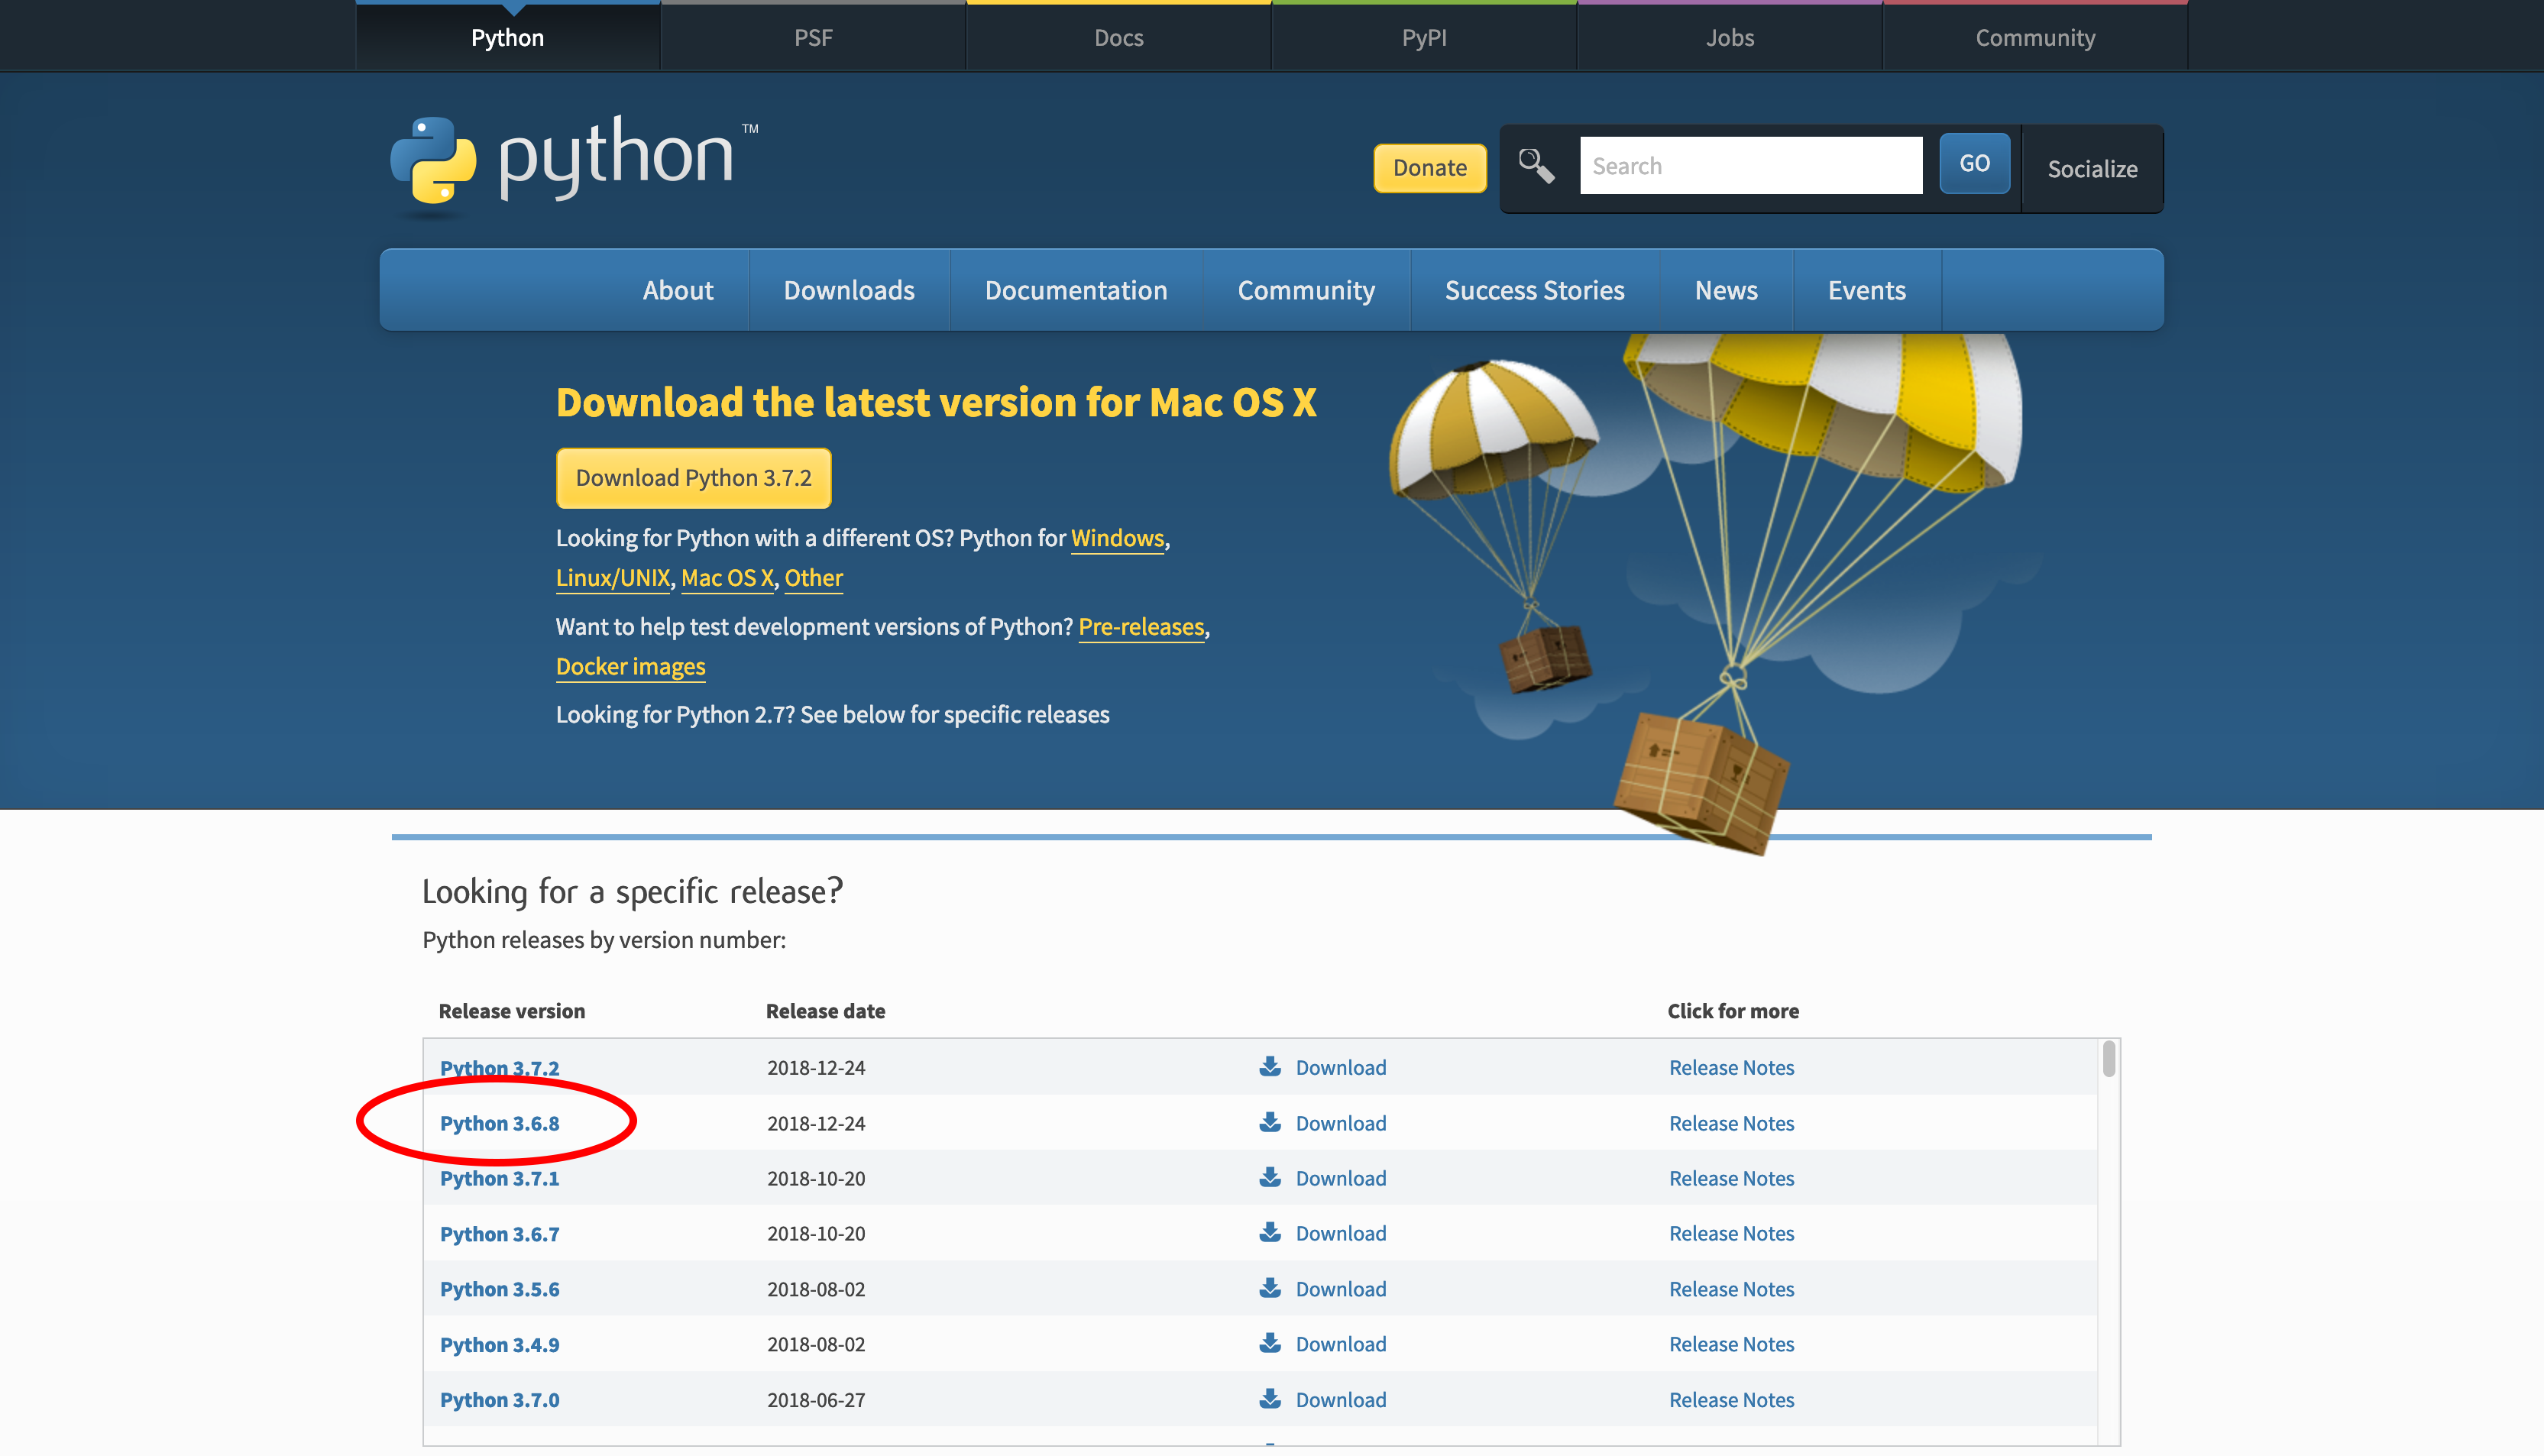 Python PSF Docs PyPI Jobs Community
python™
Donate Search GO Socialize
About Downloads Documentation Community Success Stories News Events
Download the latest version for Mac OS X
Download Python 3.7.2
Looking for Python with a different OS? Python for Windows,
Linux/UNIX, Mac OS X, Other
Want to help test development versions of Python? Pre-releases,
Docker images
Looking for Python 2.7? See below for specific releases
Looking for a specific release?
Python releases by version number:
Release version Release date Click for more
Python 3.7.2 2018-12-24 Download Release Notes
Python 3.6.8 2018-12-24 Download Release Notes
Python 3.7.1 2018-10-20 Download Release Notes
Python 3.6.7 2018-10-20 Download Release Notes
Python 3.5.6 2018-08-02 Download Release Notes
Python 3.4.9 2018-08-02 Download Release Notes
Python 3.7.0 2018-06-27 Download Release Notes